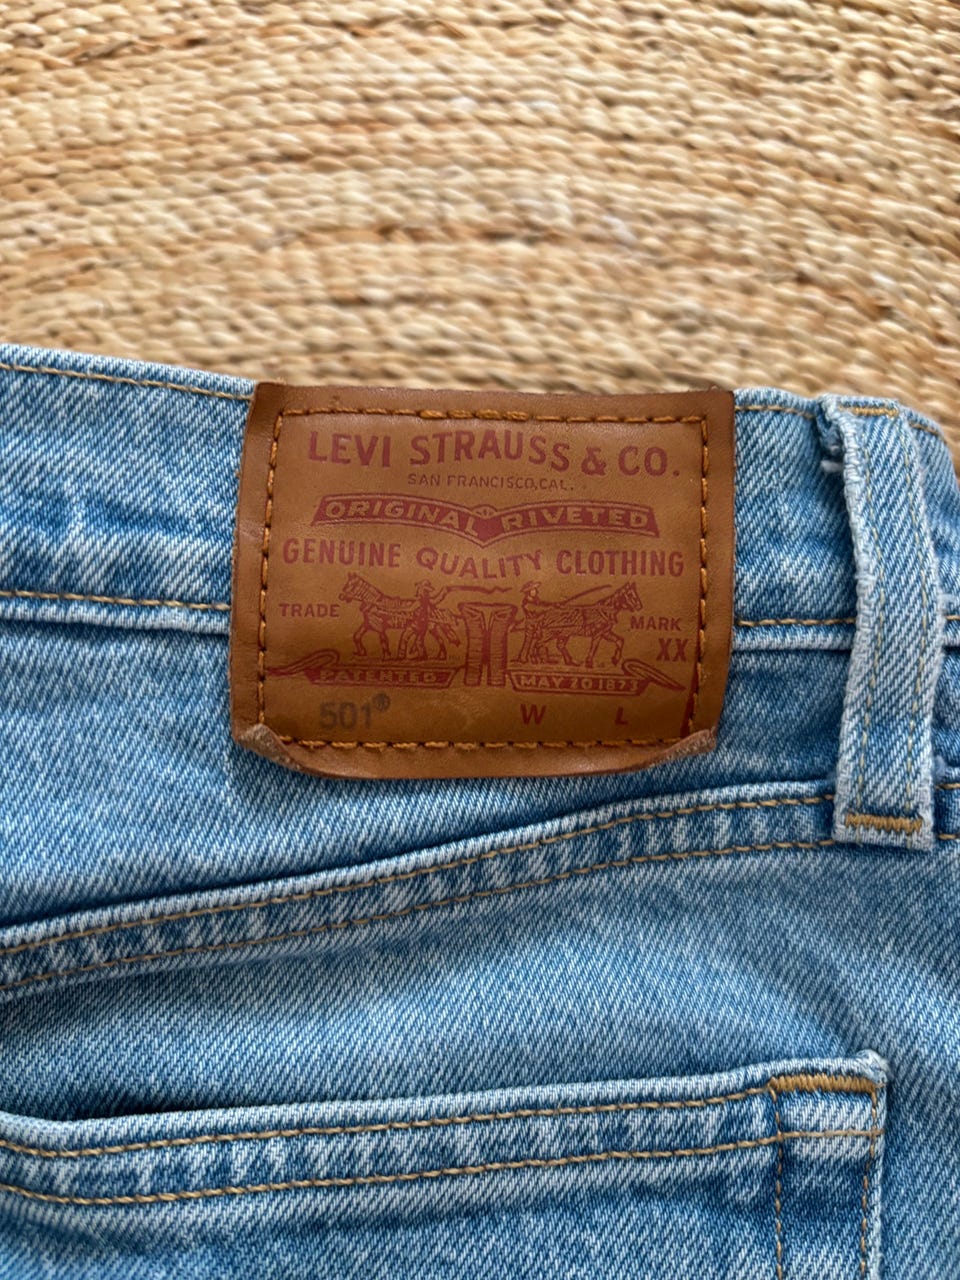 LEVI STRAUSS & CO.
SAN FRANCISCO, CAL.
ORIGINAL RIVETED
GENUINE QUALITY CLOTHING
TRADE MARK
XX
PATENTED MAY 20 1873
501® W L